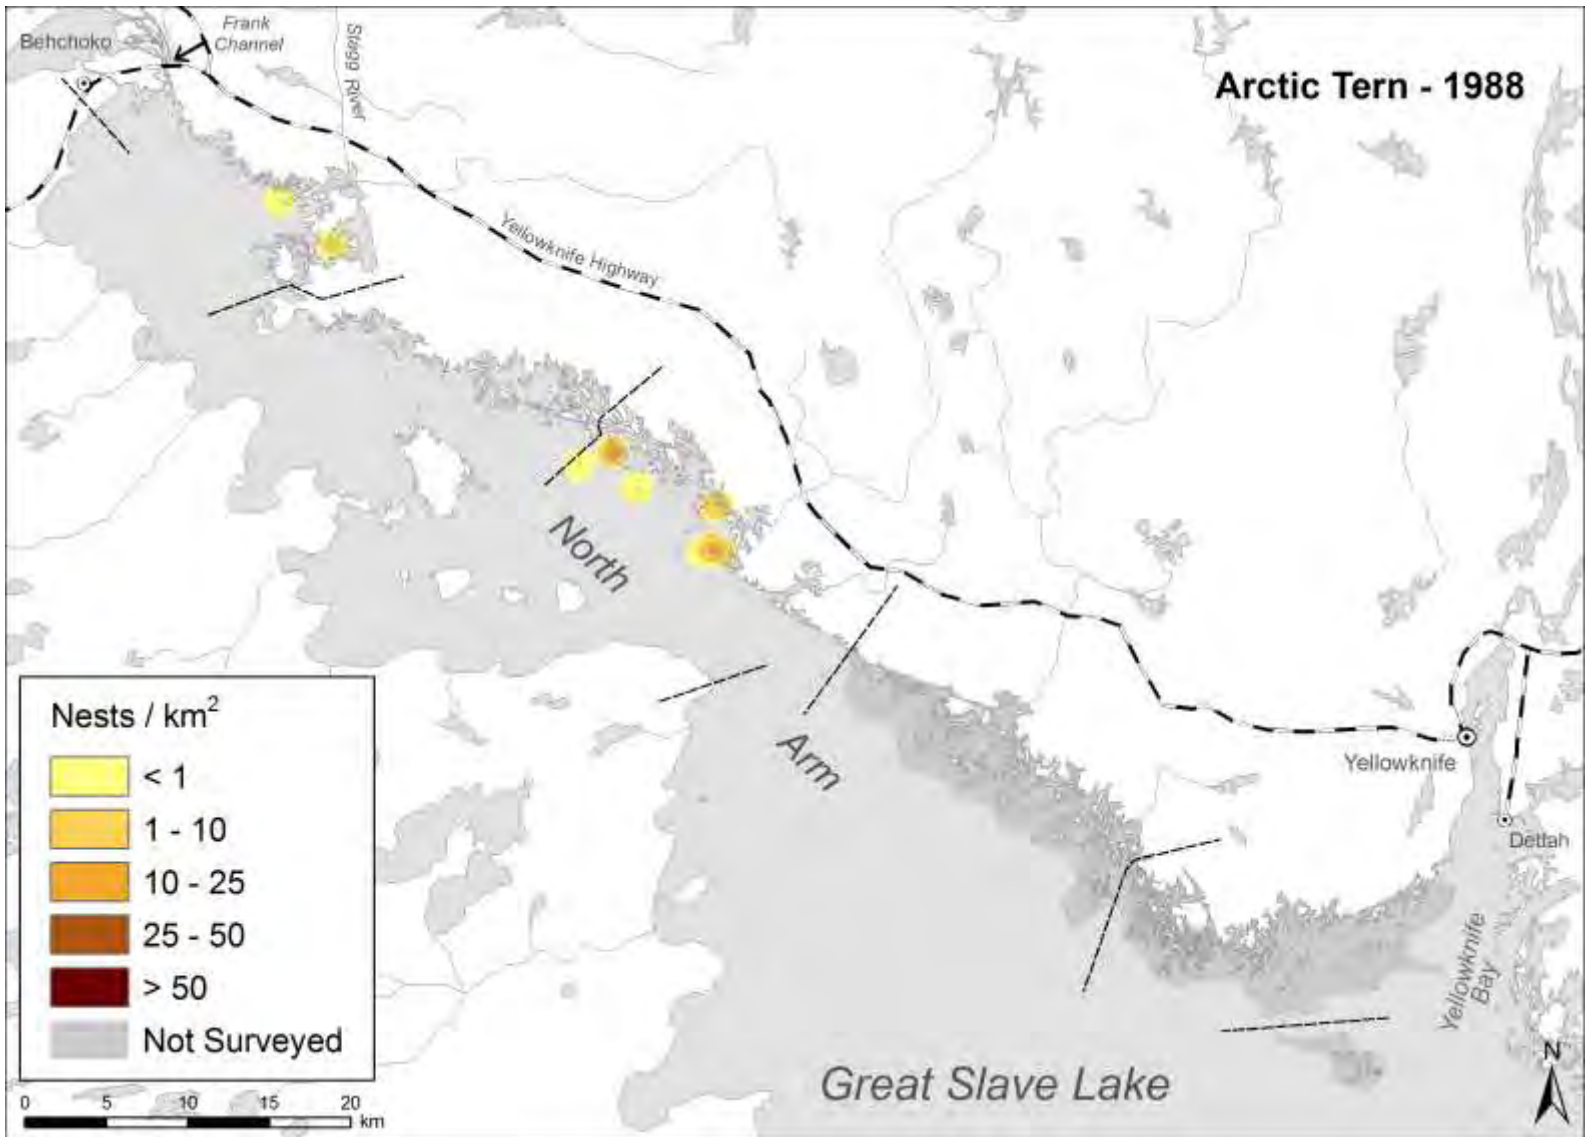 Behchoko
Frank
Channel
Stagg River
Arctic Tern - 1988
Yellowknife Highway
North
Arm
Yellowknife
Dettah
Yellowknife
Bay
Great Slave Lake
N
Nests / km²
< 1
1 - 10
10 - 25
25 - 50
> 50
Not Surveyed
0 5 10 15 20
km